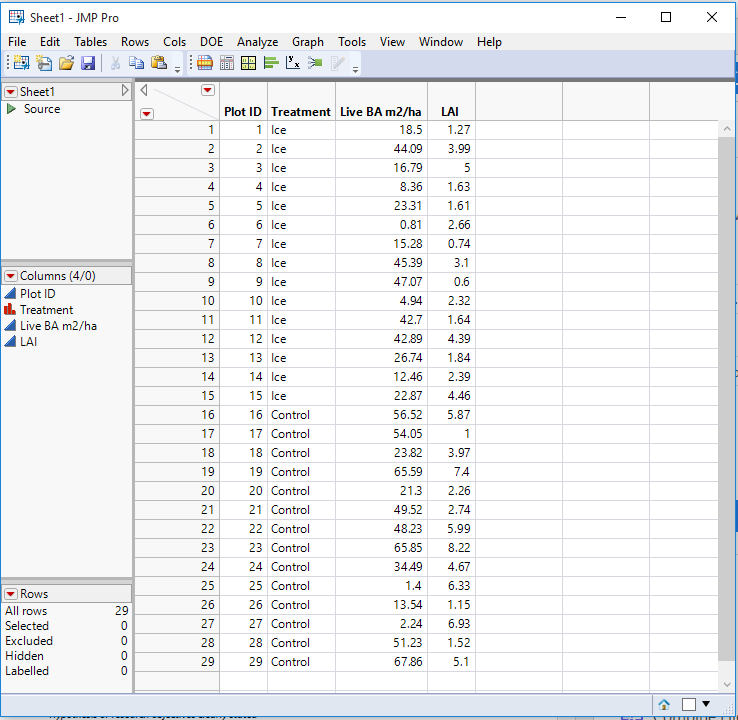 Sheet1 - JMP Pro
File Edit Tables Rows Cols DOE Analyze Graph Tools View Window Help
Sheet1
Source
Columns (4/0)
Plot ID
Treatment
Live BA m2/ha
LAI
Rows
All rows 29
Selected 0
Excluded 0
Hidden 0
Labelled 0
Plot ID Treatment Live BA m2/ha LAI
1 1 Ice 18.5 1.27
2 2 Ice 44.09 3.99
3 3 Ice 16.79 5
4 4 Ice 8.36 1.63
5 5 Ice 23.31 1.61
6 6 Ice 0.81 2.66
7 7 Ice 15.28 0.74
8 8 Ice 45.39 3.1
9 9 Ice 47.07 0.6
10 10 Ice 4.94 2.32
11 11 Ice 42.7 1.64
12 12 Ice 42.89 4.39
13 13 Ice 26.74 1.84
14 14 Ice 12.46 2.39
15 15 Ice 22.87 4.46
16 16 Control 56.52 5.87
17 17 Control 54.05 1
18 18 Control 23.82 3.97
19 19 Control 65.59 7.4
20 20 Control 21.3 2.26
21 21 Control 49.52 2.74
22 22 Control 48.23 5.99
23 23 Control 65.85 8.22
24 24 Control 34.49 4.67
25 25 Control 1.4 6.33
26 26 Control 13.54 1.15
27 27 Control 2.24 6.93
28 28 Control 51.23 1.52
29 29 Control 67.86 5.1